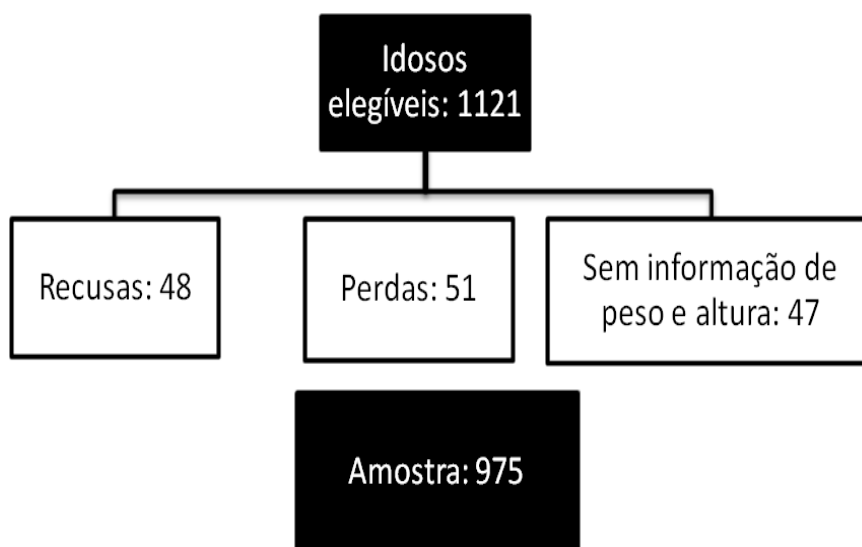 Idosos
elegíveis: 1121
Recusas: 48
Perdas: 51
Sem informação de
peso e altura: 47
Amostra: 975